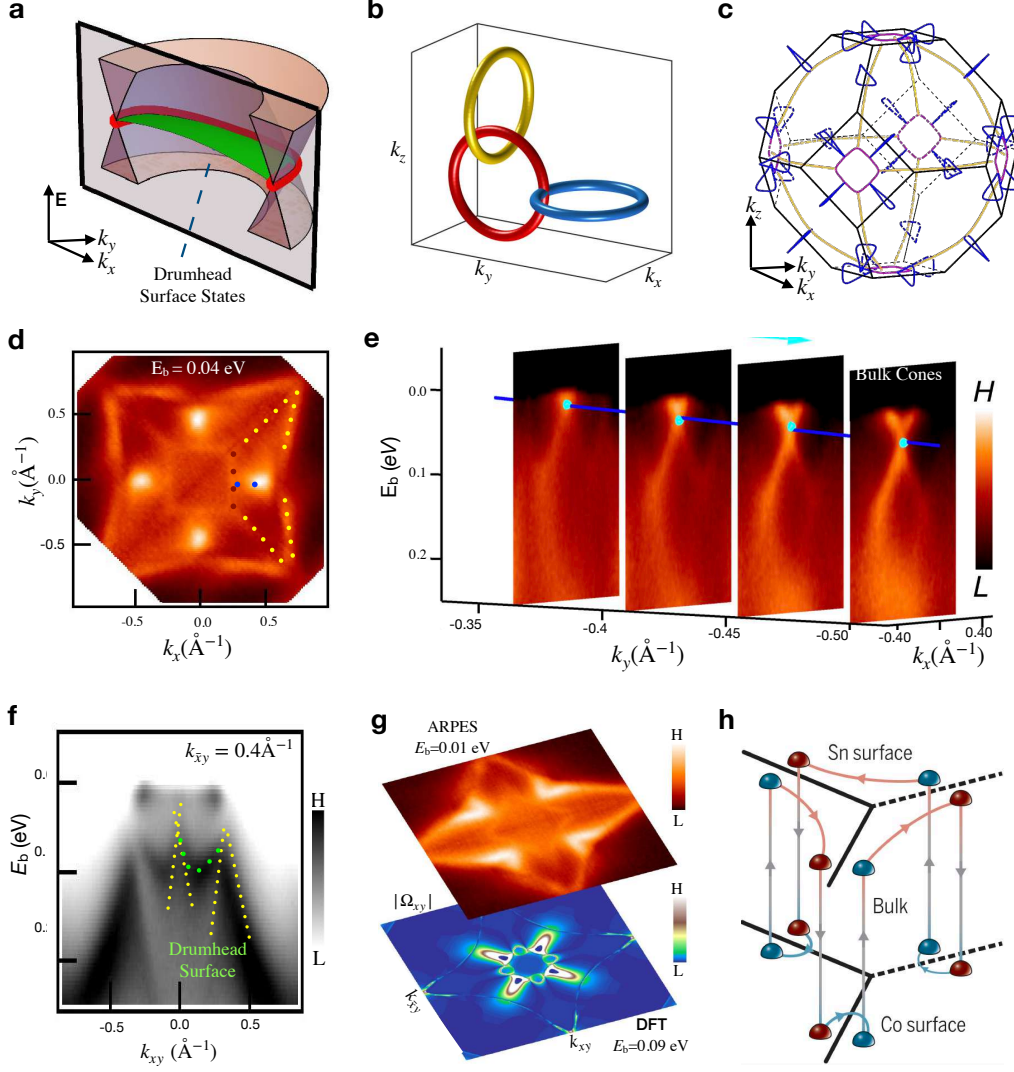 a
E
k_y
k_x
Drumhead
Surface States
b
k_z
k_y
k_x
c
k_z
k_y
k_x
d
E_b = 0.04 eV
0.5
0.0
-0.5
k_y(Å⁻¹)
-0.5
0.0
0.5
k_x(Å⁻¹)
e
Bulk Cones
H
L
0.0
0.1
0.2
E_b (eV)
-0.35
-0.4
-0.45
-0.50
-0.40
0.40
k_y(Å⁻¹)
k_x(Å⁻¹)
f
k_x̄y = 0.4Å⁻¹
E_b (eV)
H
L
Drumhead
Surface
-0.5
0.0
0.5
k_xy (Å⁻¹)
g
ARPES
E_b=0.01 eV
H
L
|Ω_xy|
H
L
k_x̄y
k_xy
DFT
E_b=0.09 eV
h
Sn surface
Bulk
Co surface